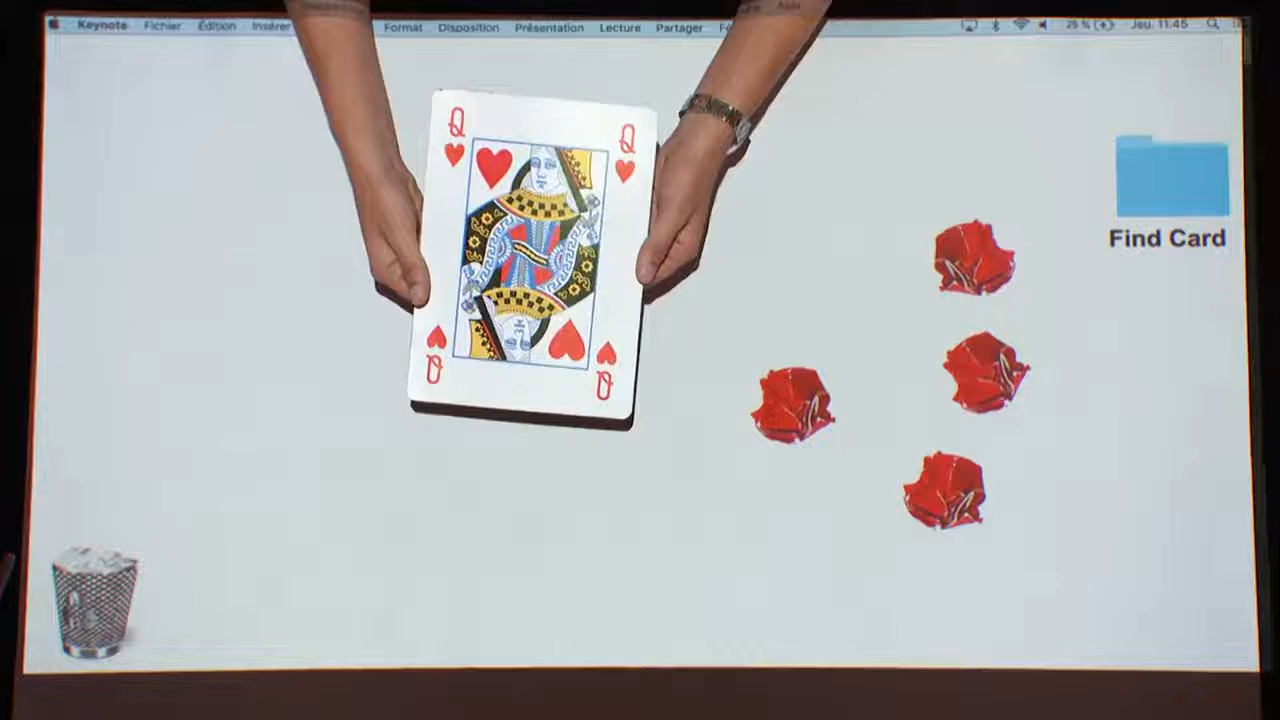 Keynote Fichier Édition Insérer Format Disposition Présentation Lecture Partager 25 % Jeu. 11:45
Q Q
Find Card
Q Q